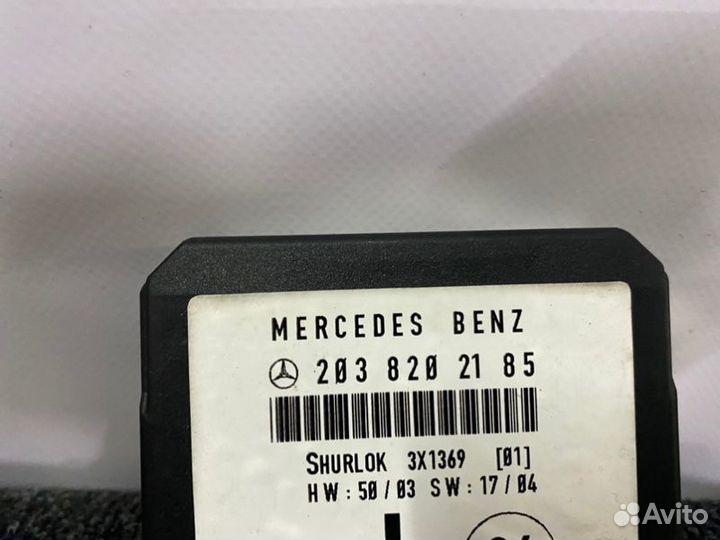 MERCEDES BENZ
203 820 21 85
SHURLOK 3X1369 [01]
HW: 50 / 03 SW: 17 / 04
Avito